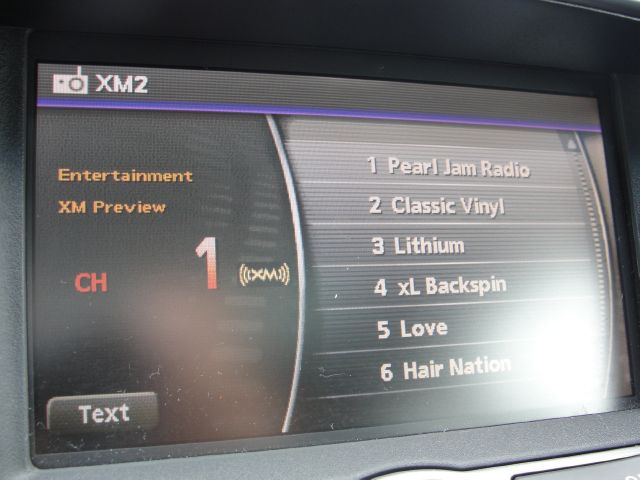 XM2
Entertainment
XM Preview
CH 1 ((XM))
1 Pearl Jam Radio
2 Classic Vinyl
3 Lithium
4 xL Backspin
5 Love
6 Hair Nation
Text